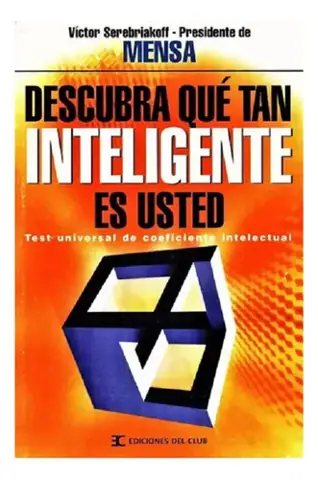 Víctor Serebriakoff - Presidente de
MENSA
DESCUBRA QUÉ TAN
INTELIGENTE
ES USTED
Test universal de coeficiente intelectual
EC EDICIONES DEL CLUB